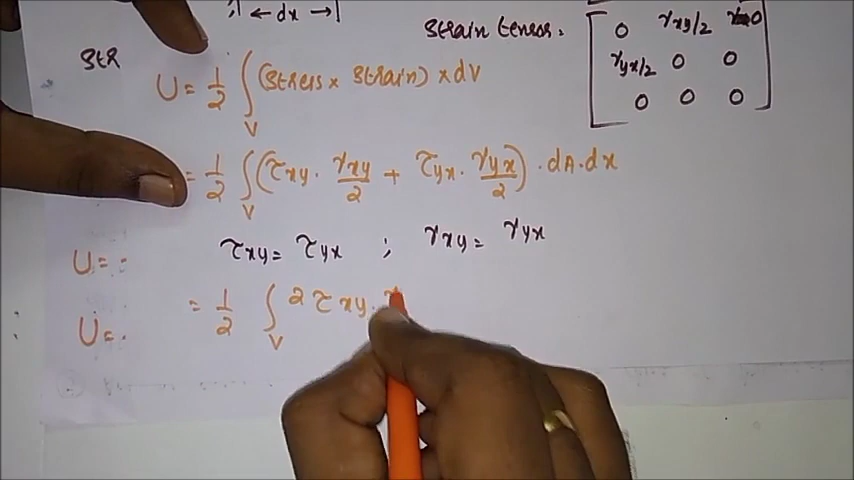 ← dx →
Strain tensor = [ 0 γxy/2 0
γyx/2 0 0
0 0 0 ]
U = 1/2 ∫V (stress × strain) × dV
= 1/2 ∫V (τxy · γxy/2 + τyx · γyx/2) · dA · dx
U = τxy = τyx ; γxy = γyx
= 1/2 ∫V 2 τxy ·
U =